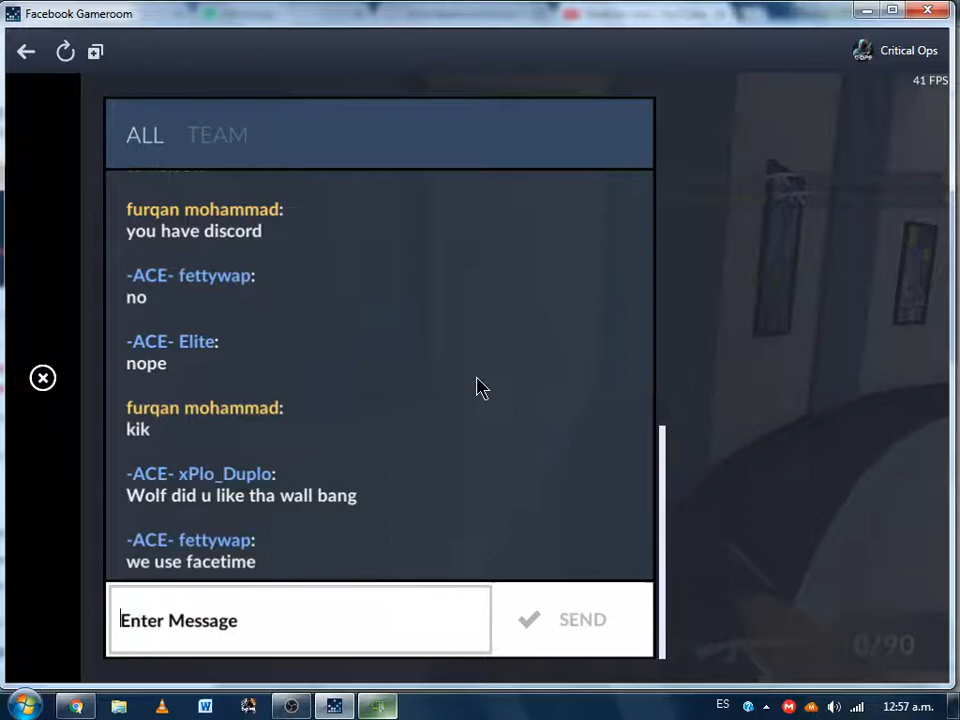 Facebook Gameroom
Critical Ops
41 FPS
ALL TEAM
furqan mohammad:
you have discord
-ACE- fettywap:
no
-ACE- Elite:
nope
furqan mohammad:
kik
-ACE- xPlo_Duplo:
Wolf did u like tha wall bang
-ACE- fettywap:
we use facetime
Enter Message
SEND
0/90
ES
12:57 a.m.